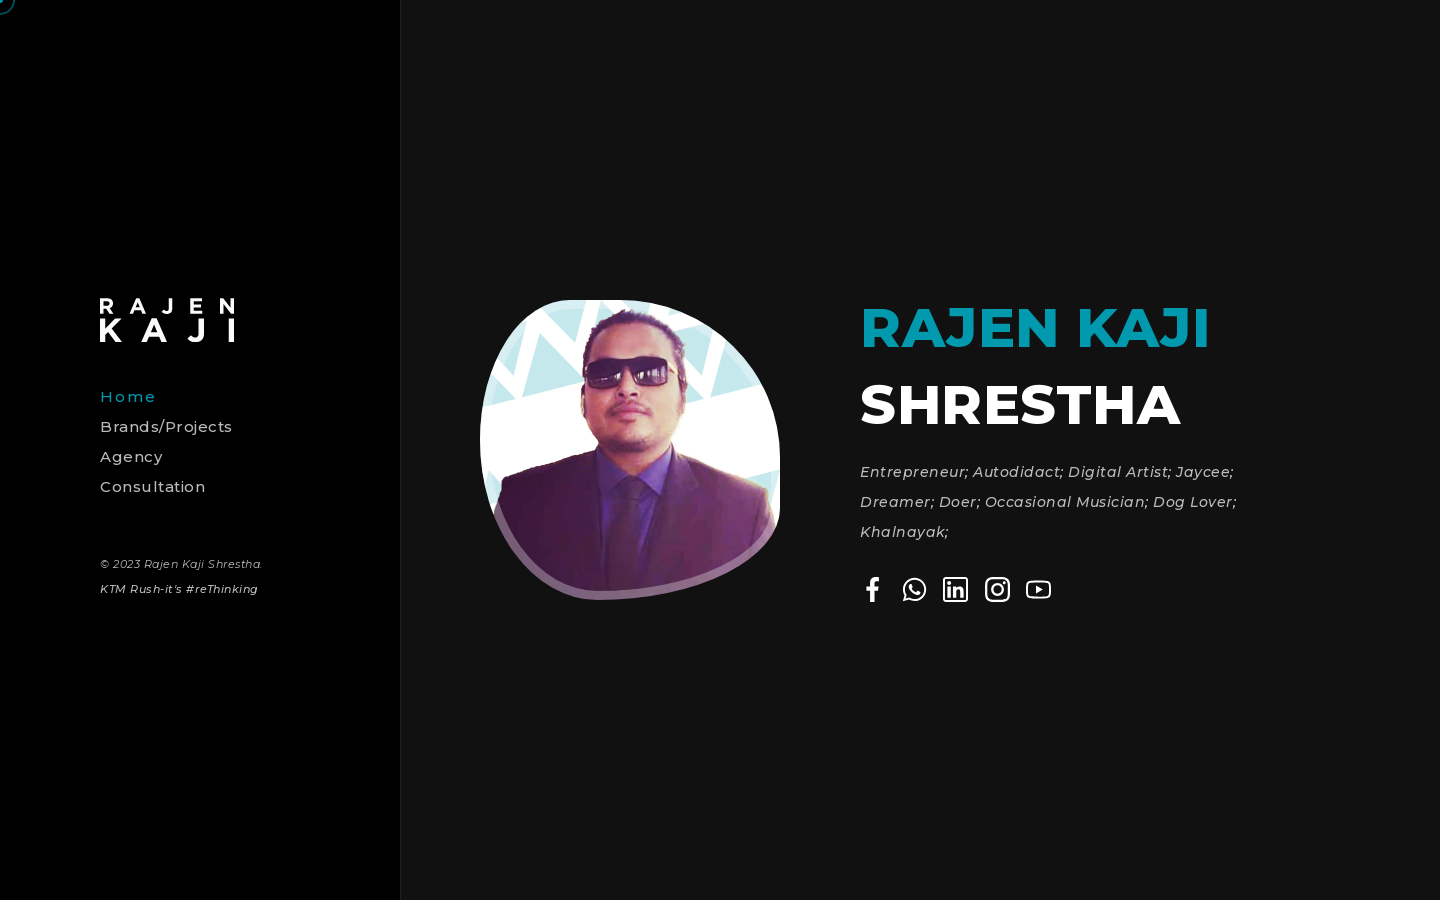 RAJEN
KAJI
Home
Brands/Projects
Agency
Consultation
© 2023 Rajen Kaji Shrestha.
KTM Rush-it's #reThinking
RAJEN KAJI
SHRESTHA
Entrepreneur; Autodidact; Digital Artist; Jaycee;
Dreamer; Doer; Occasional Musician; Dog Lover;
Khalnayak;